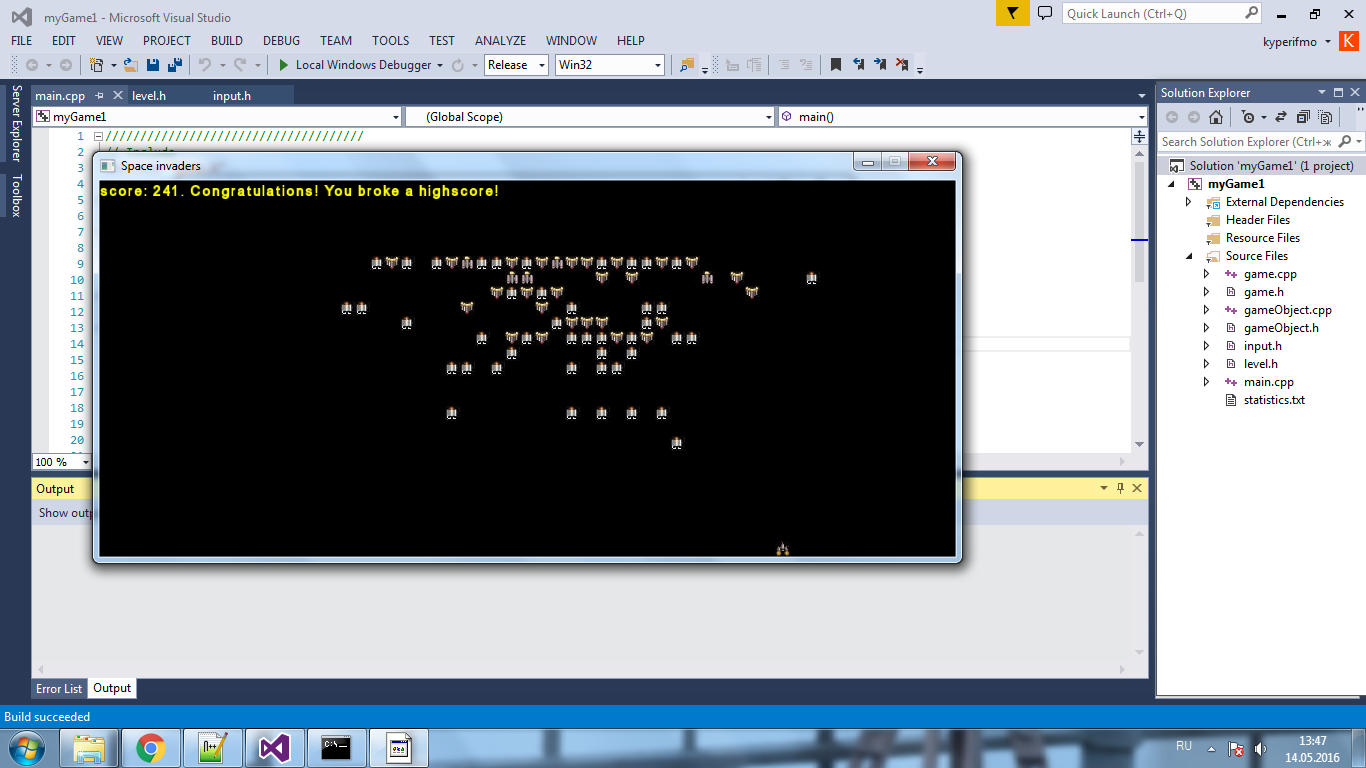 myGame1 - Microsoft Visual Studio
Quick Launch (Ctrl+Q)
FILE EDIT VIEW PROJECT BUILD DEBUG TEAM TOOLS TEST ANALYZE WINDOW HELP
kyperifmo K
Local Windows Debugger Release Win32
Server Explorer
Toolbox
main.cpp level.h input.h
myGame1 (Global Scope) main()
1 /////////////////////////////////////
2 // Include
3
4
5
6
7
8
9
10
11
12
13
14
15
16
17
18
19
20
100 %
Space invaders
score: 241. Congratulations! You broke a highscore!
Output
Show outp
Error List Output
Build succeeded
Solution Explorer
Search Solution Explorer (Ctrl+ж
Solution 'myGame1' (1 project)
myGame1
External Dependencies
Header Files
Resource Files
Source Files
game.cpp
game.h
gameObject.cpp
gameObject.h
input.h
level.h
main.cpp
statistics.txt
RU
13:47
14.05.2016